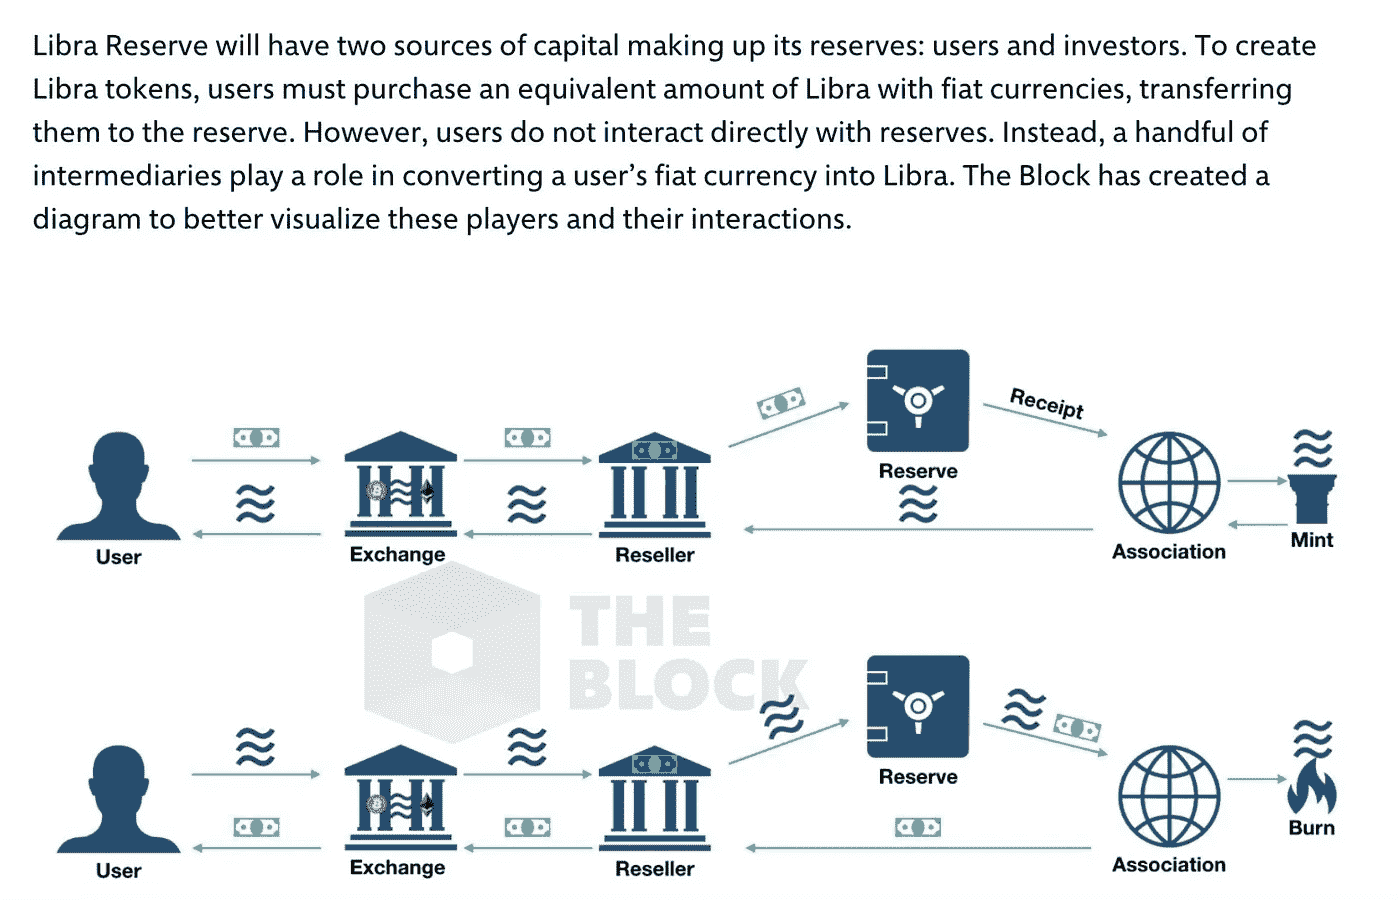 Libra Reserve will have two sources of capital making up its reserves: users and investors. To create
Libra tokens, users must purchase an equivalent amount of Libra with fiat currencies, transferring
them to the reserve. However, users do not interact directly with reserves. Instead, a handful of
intermediaries play a role in converting a user’s fiat currency into Libra. The Block has created a
diagram to better visualize these players and their interactions.
Receipt
Reserve
User
Exchange
Reseller
Association
Mint
THE
BLOCK
Reserve
User
Exchange
Reseller
Association
Burn